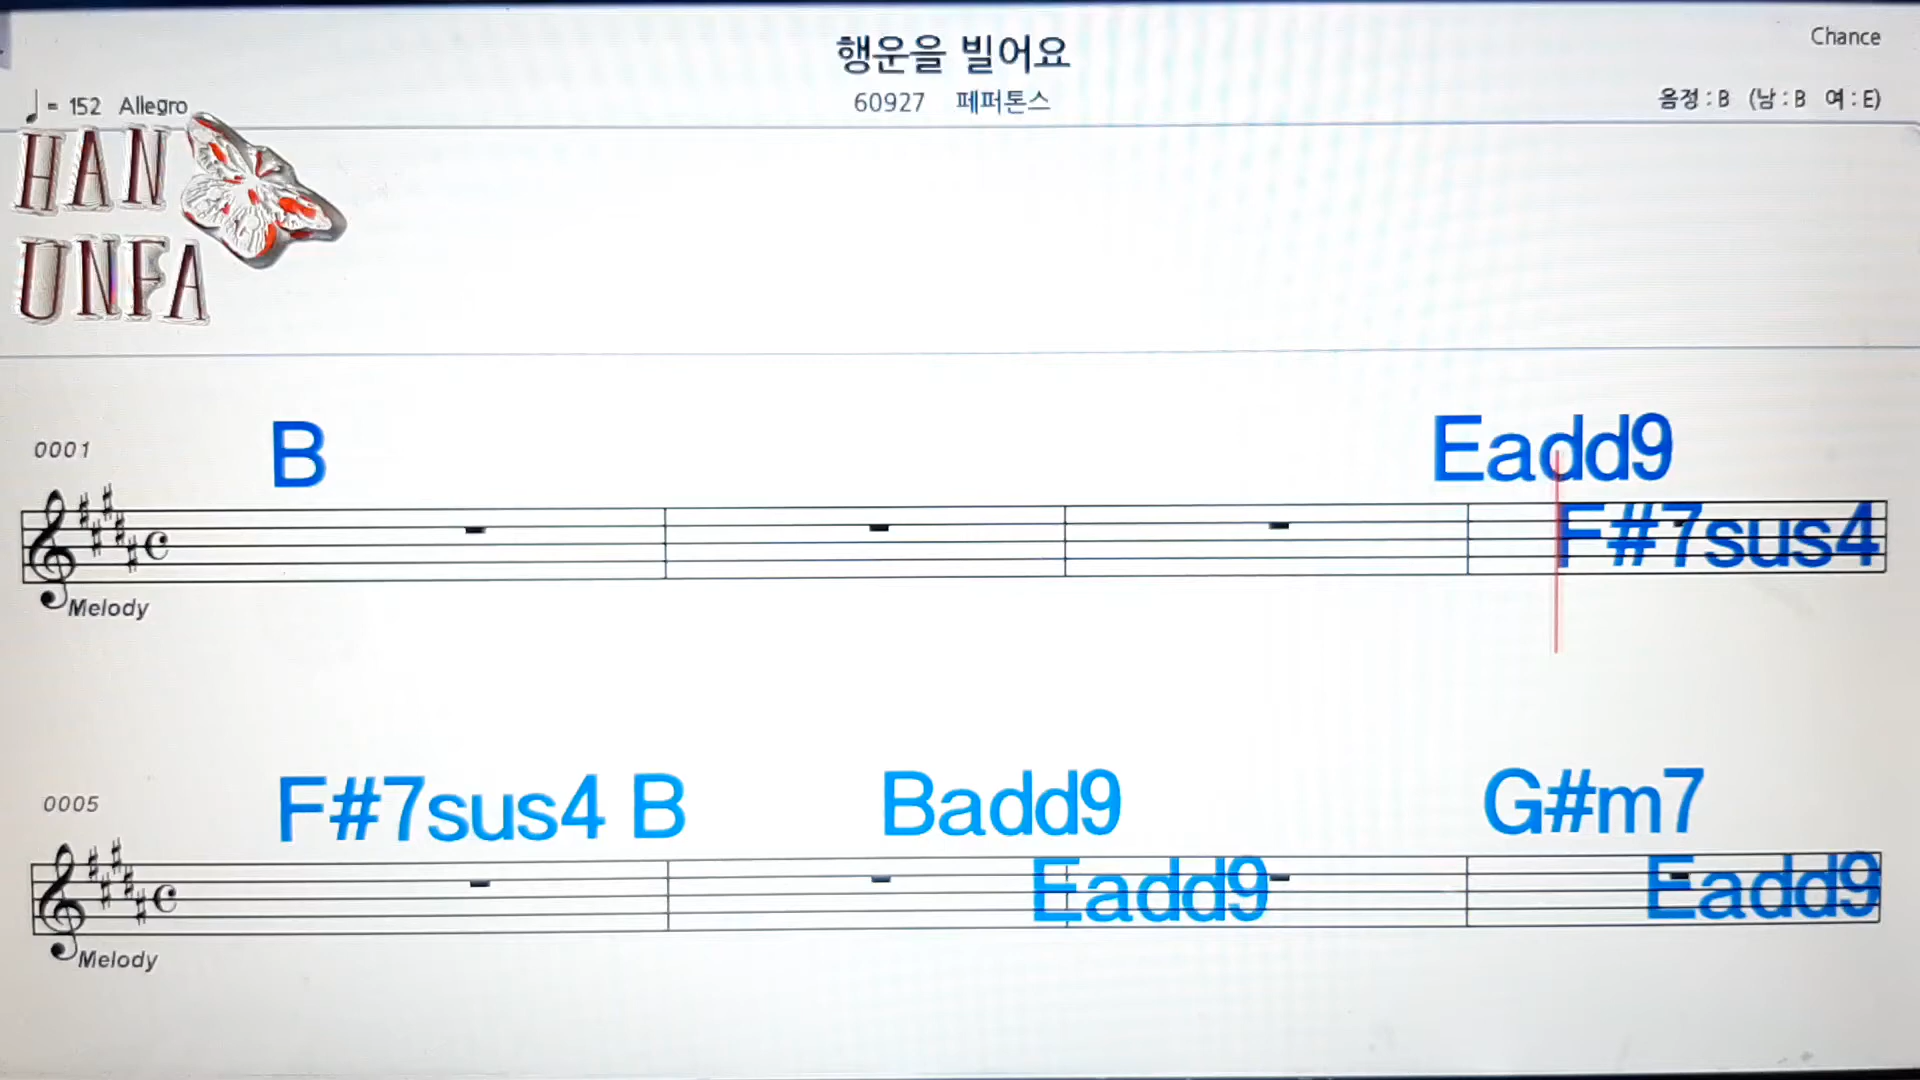 Chance
행운을 빌어요
♩ = 152 Allegro
60927 페퍼톤스
음정 : B (남 : B 여 : E)
HAN
UNFA
0001
B Eadd9
F#7sus4
Melody
0005
F#7sus4 B Badd9 G#m7
Eadd9 Eadd9
Melody